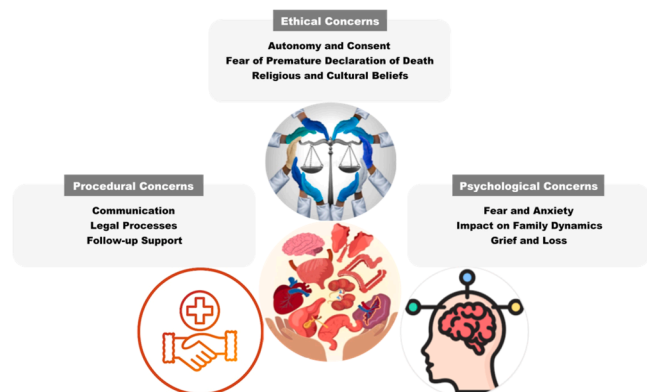 Ethical Concerns
Autonomy and Consent
Fear of Premature Declaration of Death
Religious and Cultural Beliefs
Procedural Concerns
Communication
Legal Processes
Follow-up Support
Psychological Concerns
Fear and Anxiety
Impact on Family Dynamics
Grief and Loss